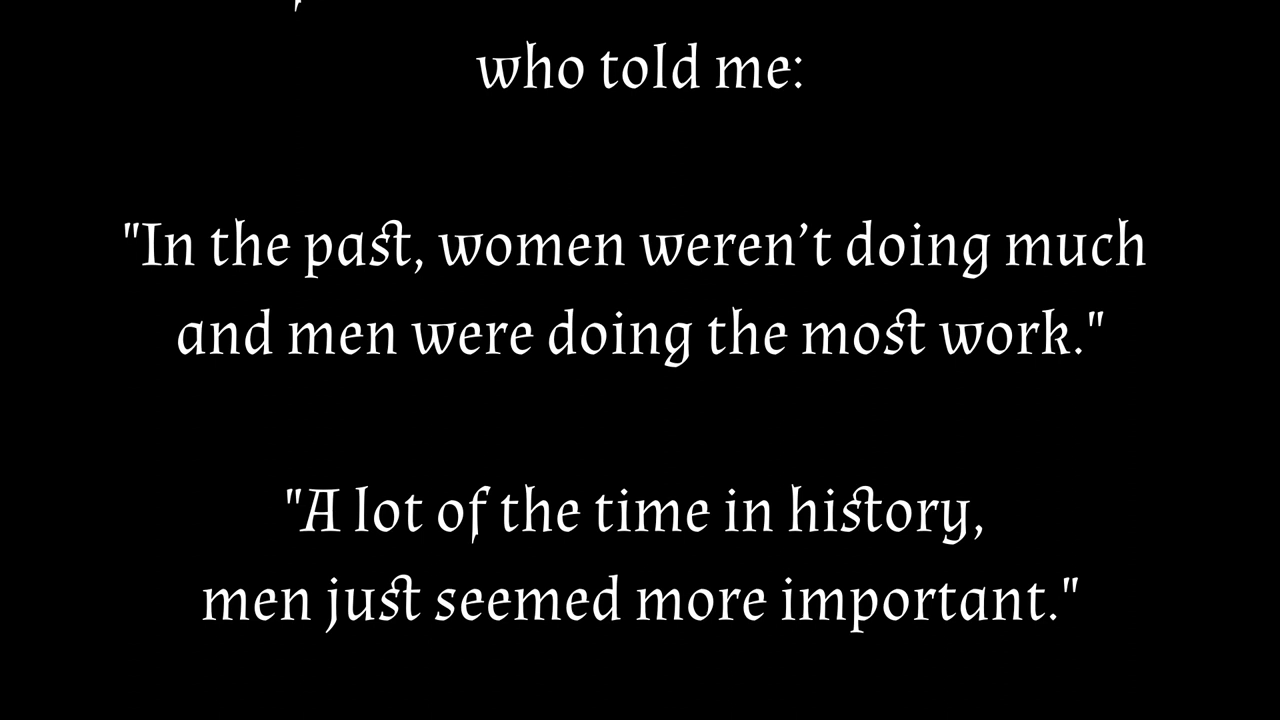 who told me:
"In the past, women weren’t doing much
and men were doing the most work."
"A lot of the time in history,
men just seemed more important."